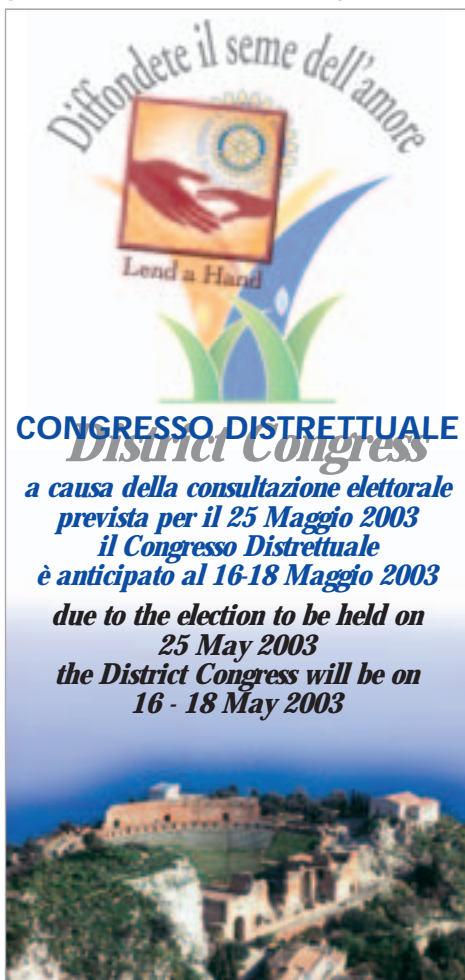 Diffondete il seme dell'amore
Lend a Hand
CONGRESSO DISTRETTUALE
District Congress
a causa della consultazione elettorale
prevista per il 25 Maggio 2003
il Congresso Distrettuale
è anticipato al 16-18 Maggio 2003
due to the election to be held on
25 May 2003
the District Congress will be on
16 - 18 May 2003